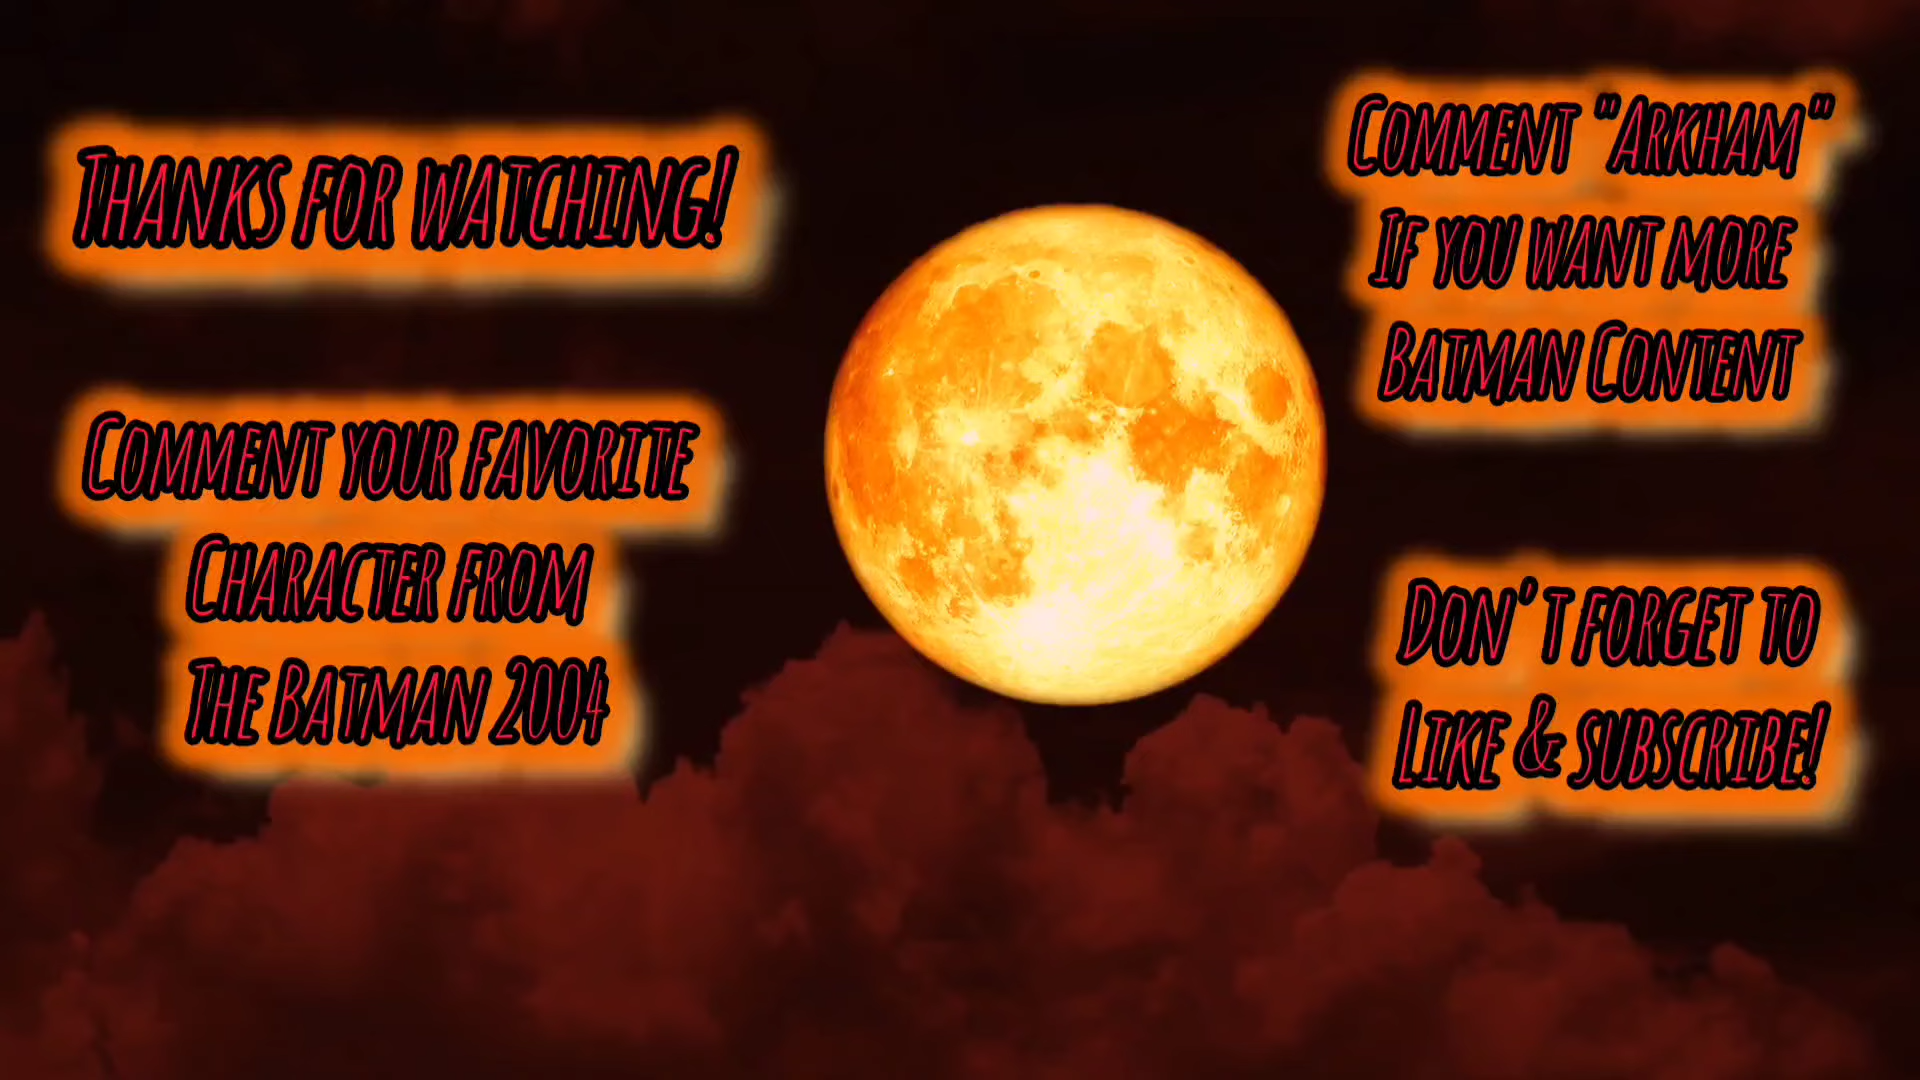 Thanks for watching!
Comment your favorite
Character from
The Batman 2004
Comment "Arkham"
If you want more
Batman Content
Don't forget to
Like & subscribe!